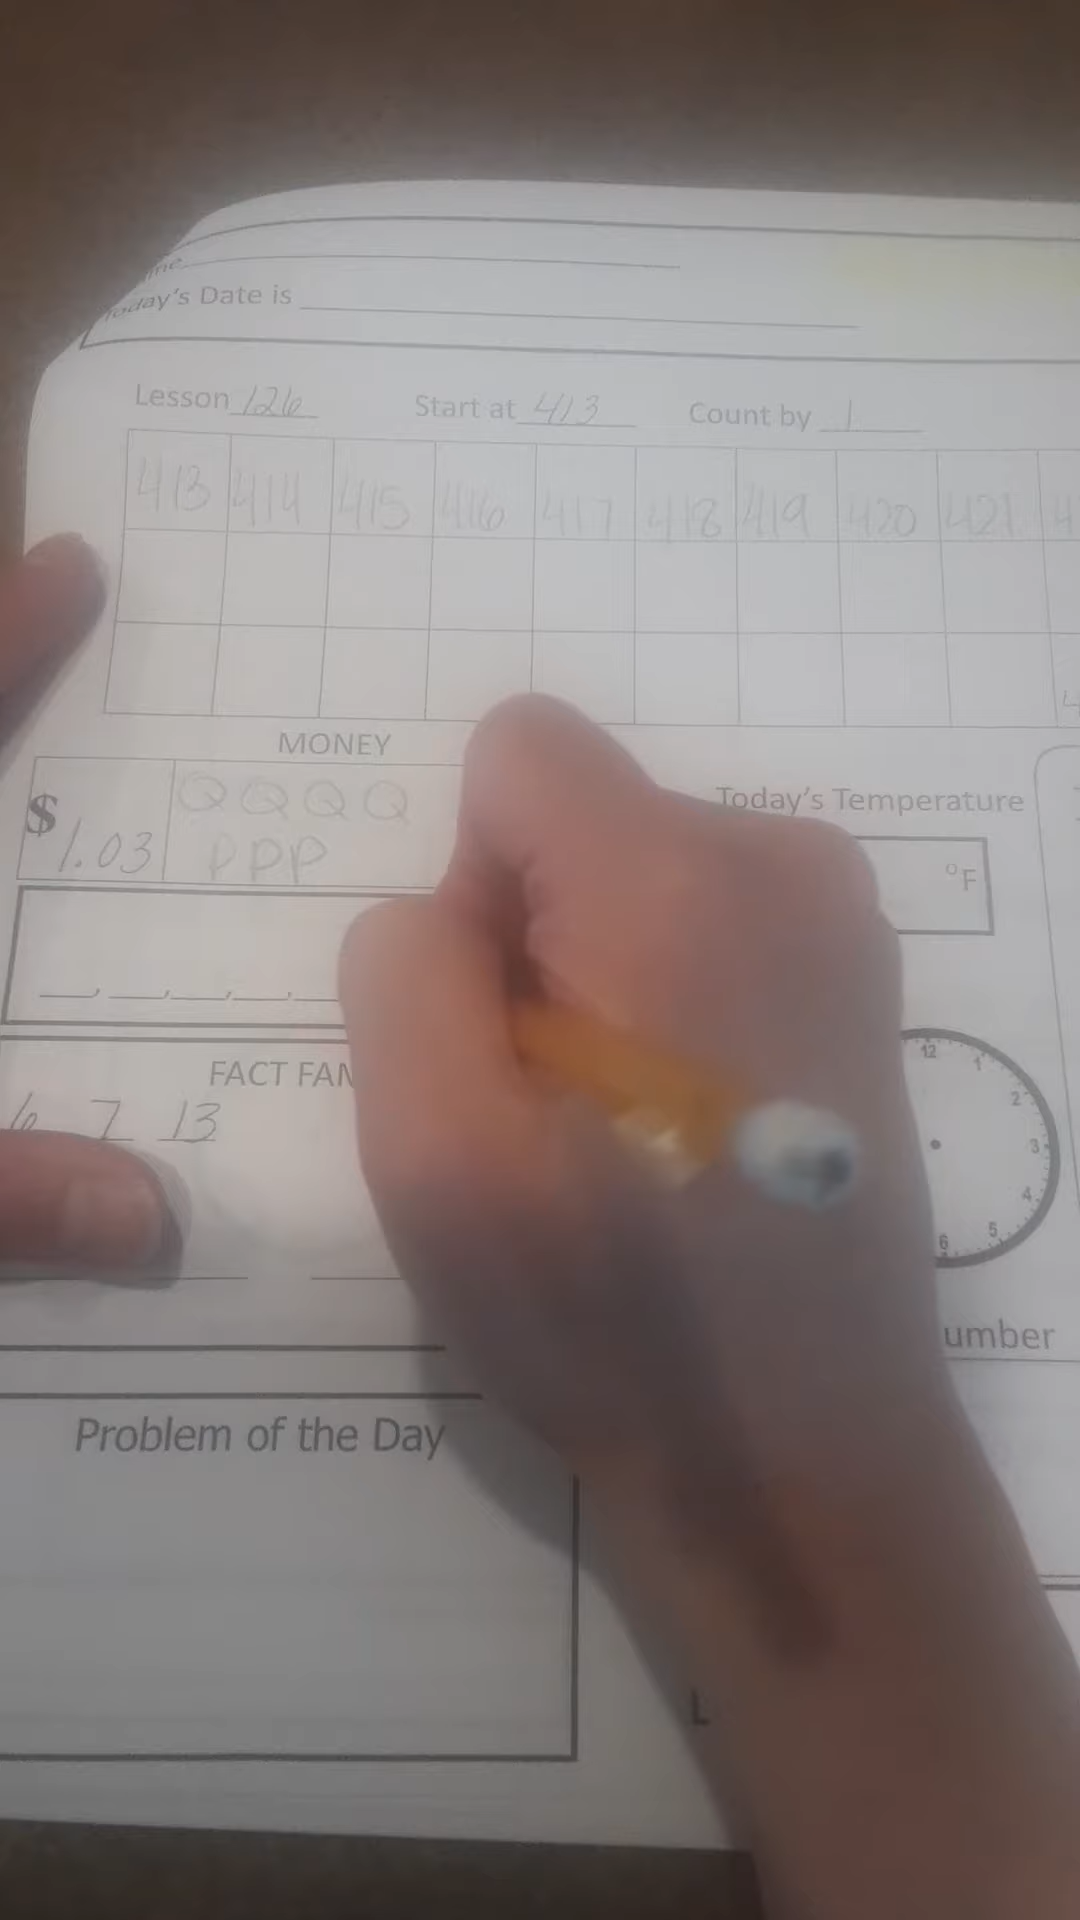 Today's Date is
Lesson 126 Start at 413 Count by 1
413 414 415 416 417 418 419 420 421
MONEY
$ 1.03 Q Q Q Q
P P P
Today's Temperature
°F
FACT
6 7 13
12 1 2 3 4 5 6
Problem of the Day